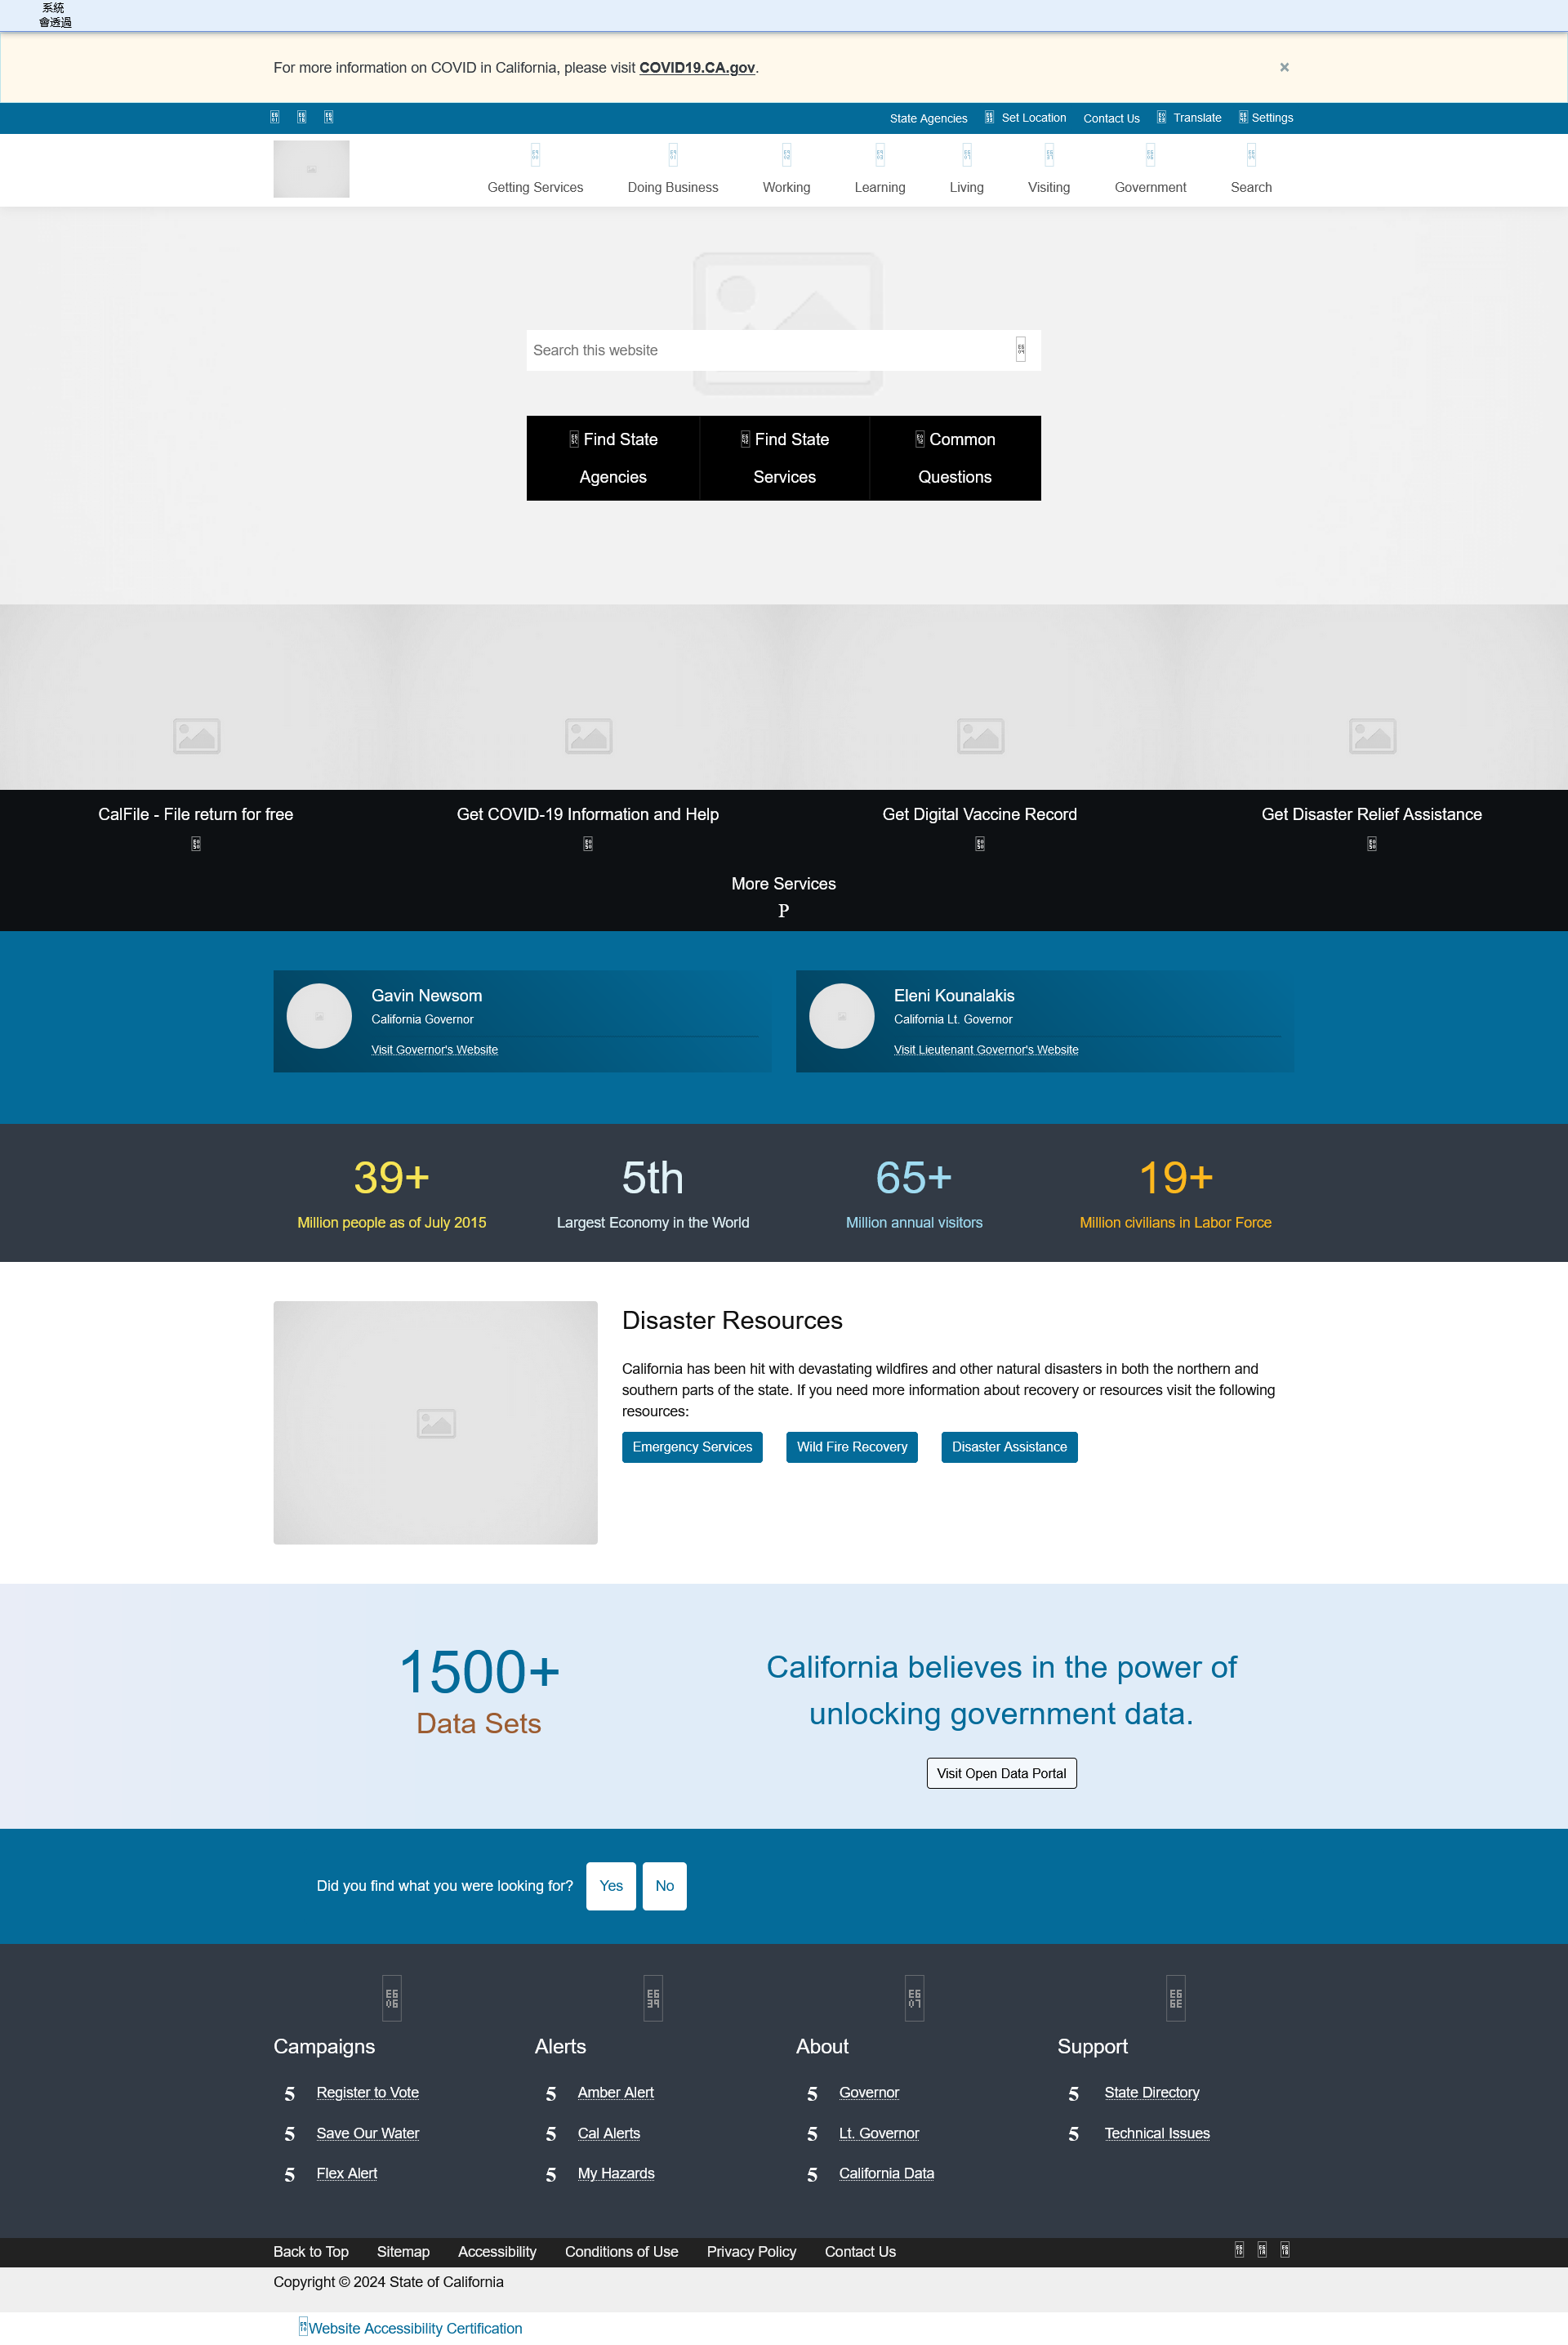 系統
會透過
For more information on COVID in California, please visit COVID19.CA.gov.
×
State Agencies Set Location Contact Us Translate Settings
Getting Services Doing Business Working Learning Living Visiting Government Search
Search this website
Find State Agencies
Find State Services
Common Questions
CalFile - File return for free
Get COVID-19 Information and Help
Get Digital Vaccine Record
Get Disaster Relief Assistance
More Services
P
Gavin Newsom
California Governor
Visit Governor's Website
Eleni Kounalakis
California Lt. Governor
Visit Lieutenant Governor's Website
39+
Million people as of July 2015
5th
Largest Economy in the World
65+
Million annual visitors
19+
Million civilians in Labor Force
Disaster Resources
California has been hit with devastating wildfires and other natural disasters in both the northern and
southern parts of the state. If you need more information about recovery or resources visit the following
resources:
Emergency Services Wild Fire Recovery Disaster Assistance
1500+
Data Sets
California believes in the power of
unlocking government data.
Visit Open Data Portal
Did you find what you were looking for? Yes No
Campaigns
5 Register to Vote
5 Save Our Water
5 Flex Alert
Alerts
5 Amber Alert
5 Cal Alerts
5 My Hazards
About
5 Governor
5 Lt. Governor
5 California Data
Support
5 State Directory
5 Technical Issues
Back to Top Sitemap Accessibility Conditions of Use Privacy Policy Contact Us
Copyright © 2024 State of California
Website Accessibility Certification